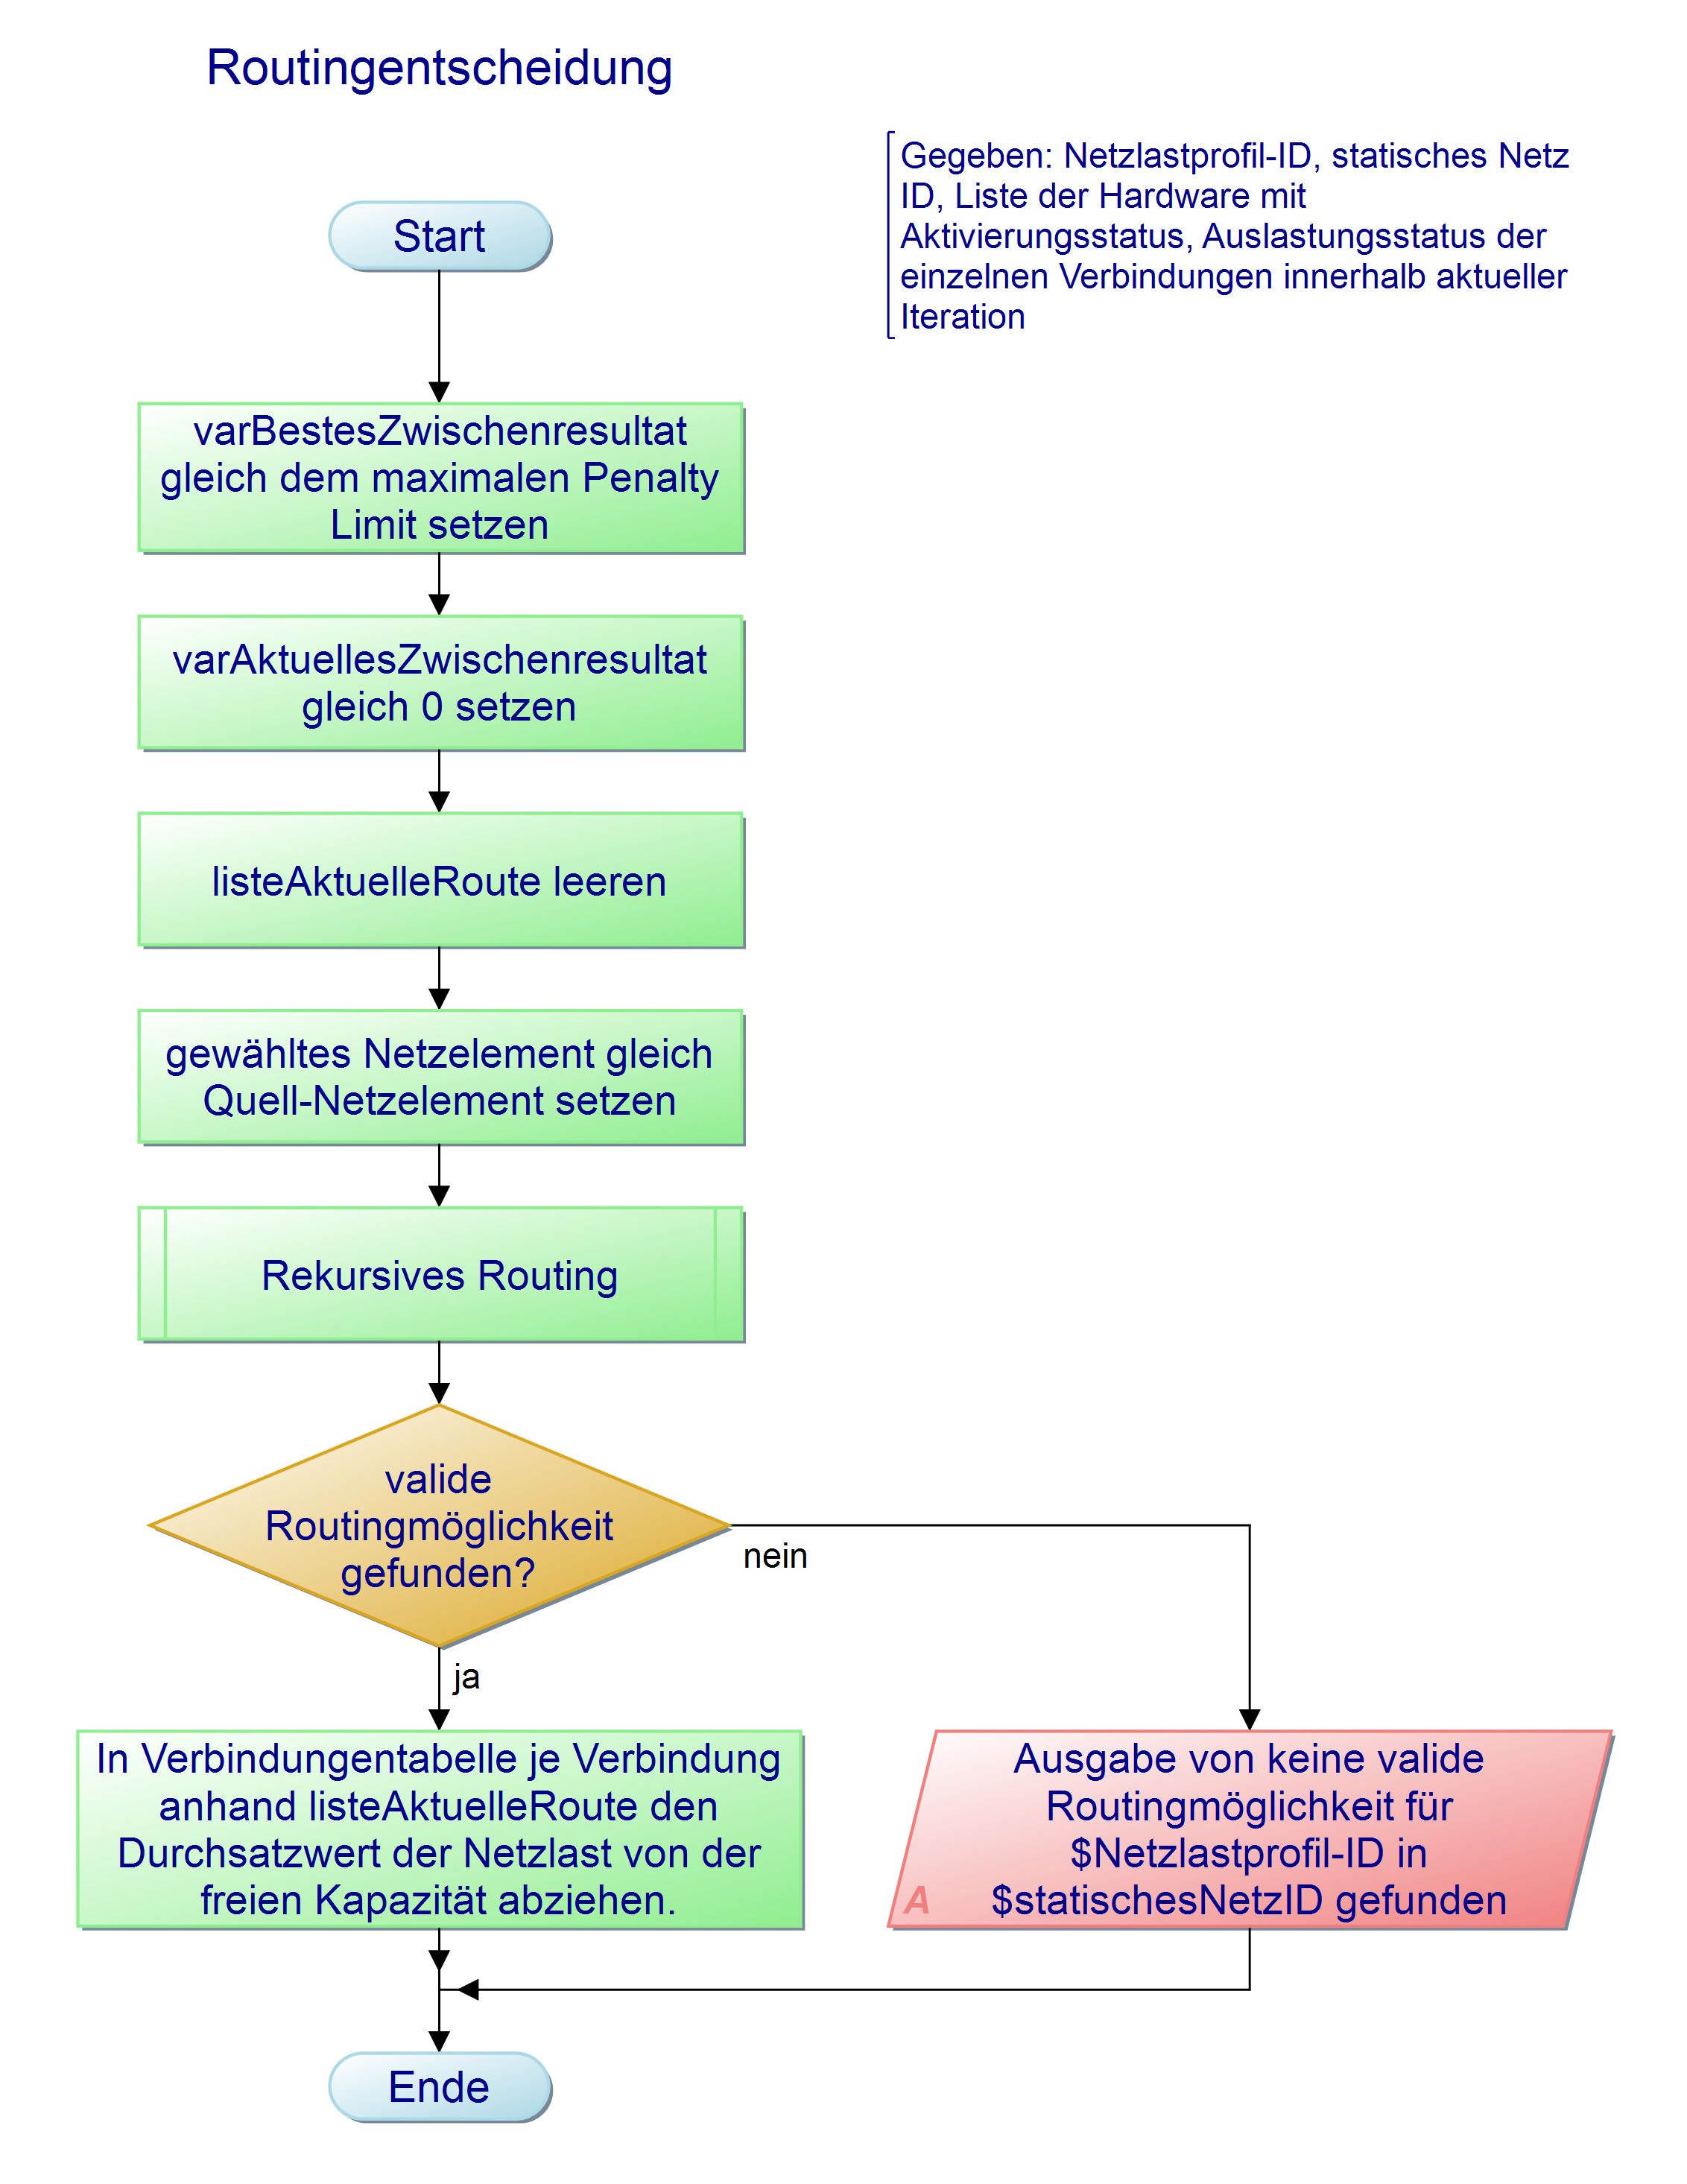 Routingentscheidung
Gegeben: Netzlastprofil-ID, statisches Netz
ID, Liste der Hardware mit
Aktivierungsstatus, Auslastungsstatus der
einzelnen Verbindungen innerhalb aktueller
Iteration
Start
varBestesZwischenresultat
gleich dem maximalen Penalty
Limit setzen
varAktuellesZwischenresultat
gleich 0 setzen
listeAktuelleRoute leeren
gewähltes Netzelement gleich
Quell-Netzelement setzen
Rekursives Routing
valide
Routingmöglichkeit
gefunden?
nein
ja
In Verbindungentabelle je Verbindung
anhand listeAktuelleRoute den
Durchsatzwert der Netzlast von der
freien Kapazität abziehen.
Ausgabe von keine valide
Routingmöglichkeit für
$Netzlastprofil-ID in
$statischesNetzID gefunden
A
Ende